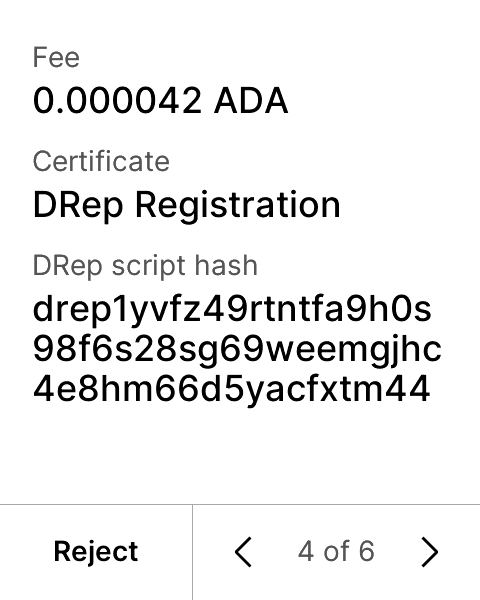 Fee
0.000042 ADA
Certificate
DRep Registration
DRep script hash
drep1yvfz49rtntfa9h0s
98f6s28sg69weemgjhc
4e8hm66d5yacfxtm44
Reject
4 of 6